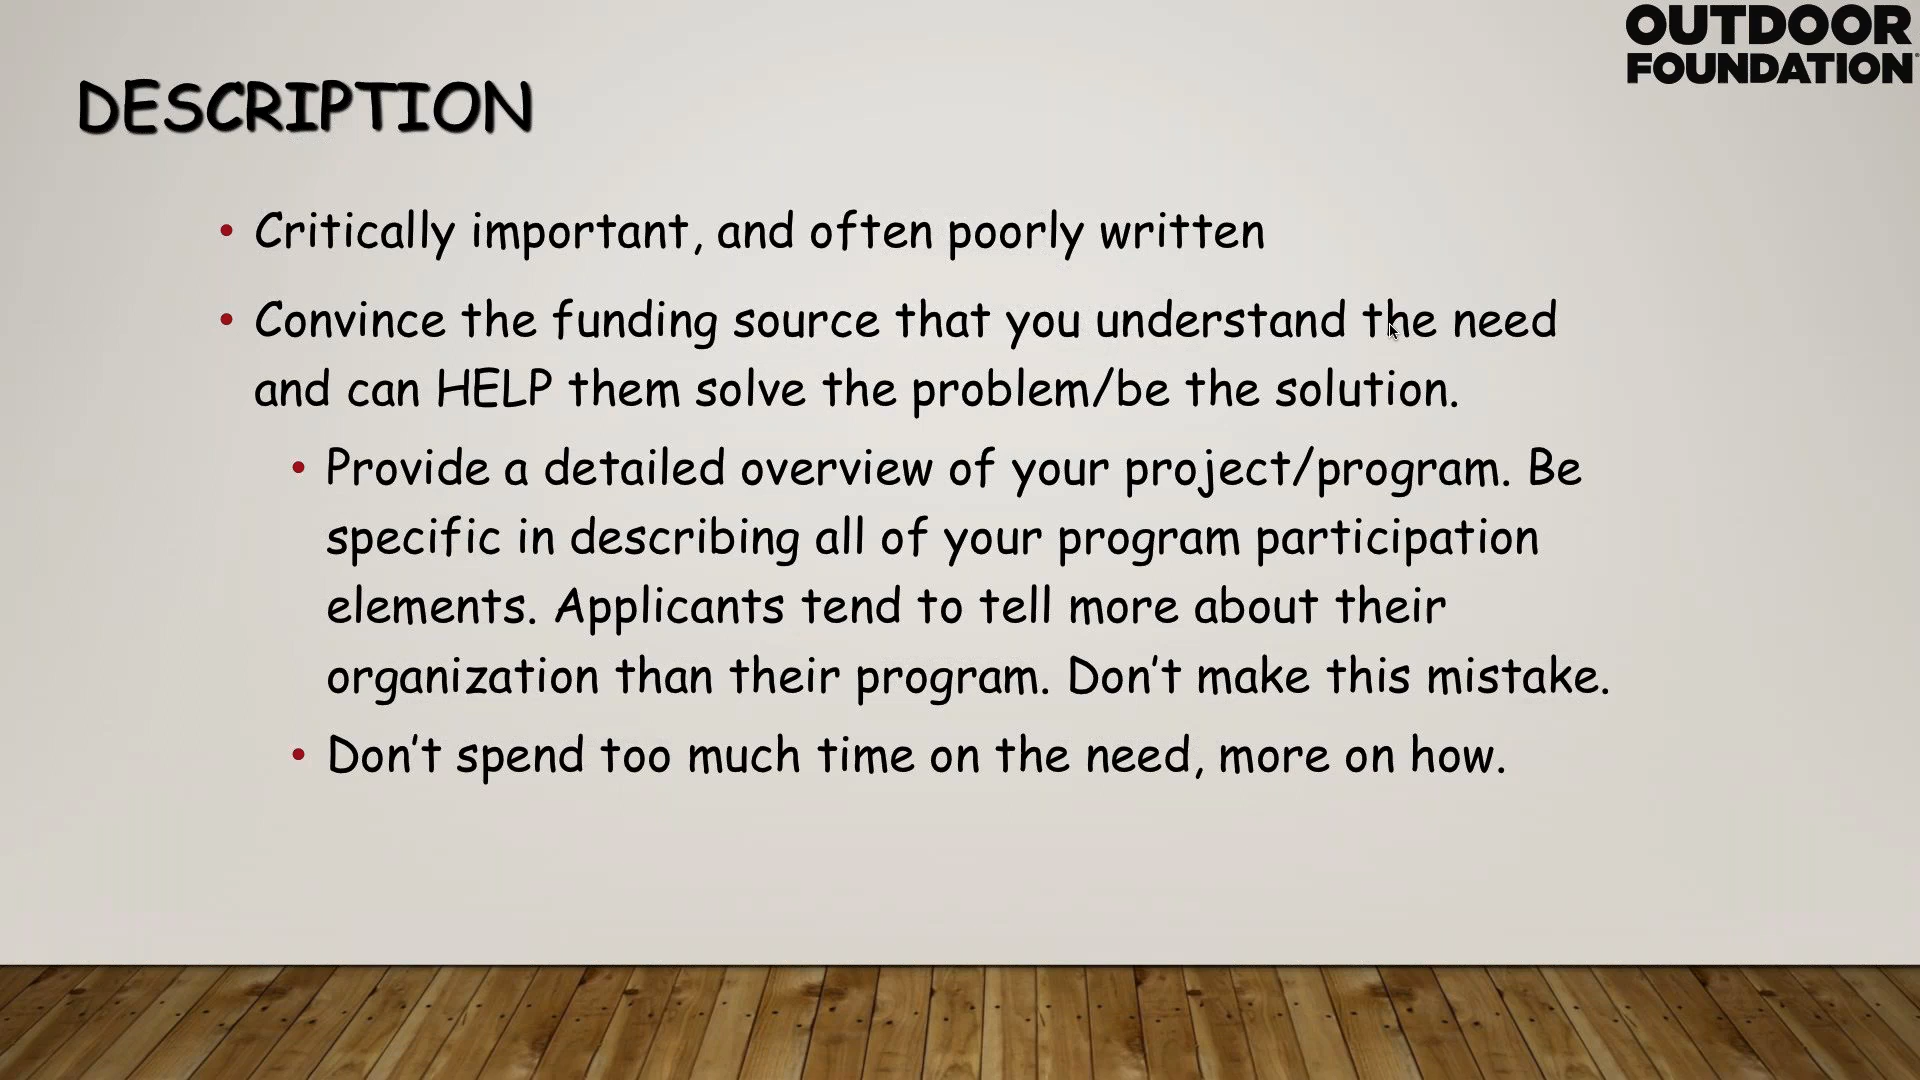 OUTDOOR
FOUNDATION
DESCRIPTION
• Critically important, and often poorly written
• Convince the funding source that you understand the need
and can HELP them solve the problem/be the solution.
• Provide a detailed overview of your project/program. Be
specific in describing all of your program participation
elements. Applicants tend to tell more about their
organization than their program. Don’t make this mistake.
• Don’t spend too much time on the need, more on how.